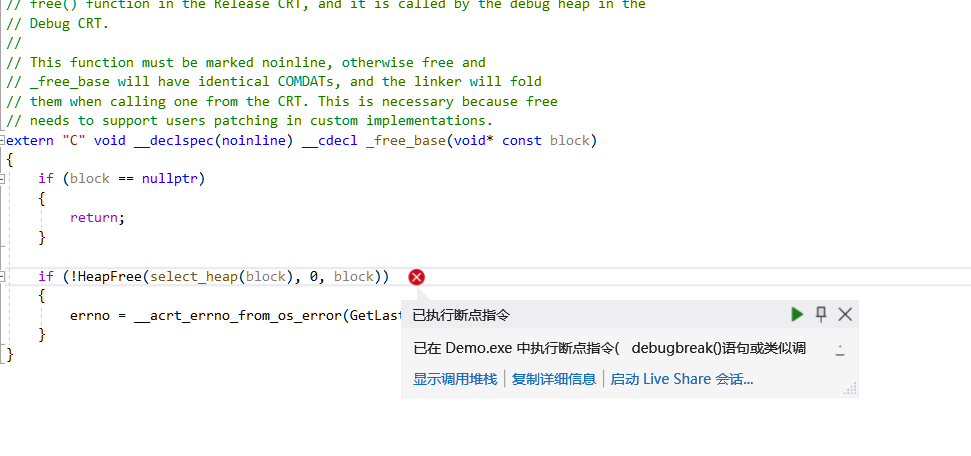 // free() function in the Release CRT, and it is called by the debug heap in the
// Debug CRT.
//
// This function must be marked noinline, otherwise free and
// _free_base will have identical COMDATs, and the linker will fold
// them when calling one from the CRT. This is necessary because free
// needs to support users patching in custom implementations.
extern "C" void __declspec(noinline) __cdecl _free_base(void* const block)
{
if (block == nullptr)
{
return;
}
if (!HeapFree(select_heap(block), 0, block))
{
errno = __acrt_errno_from_os_error(GetLast
}
}
已执行断点指令
已在 Demo.exe 中执行断点指令( debugbreak()语句或类似调
显示调用堆栈 | 复制详细信息 | 启动 Live Share 会话...